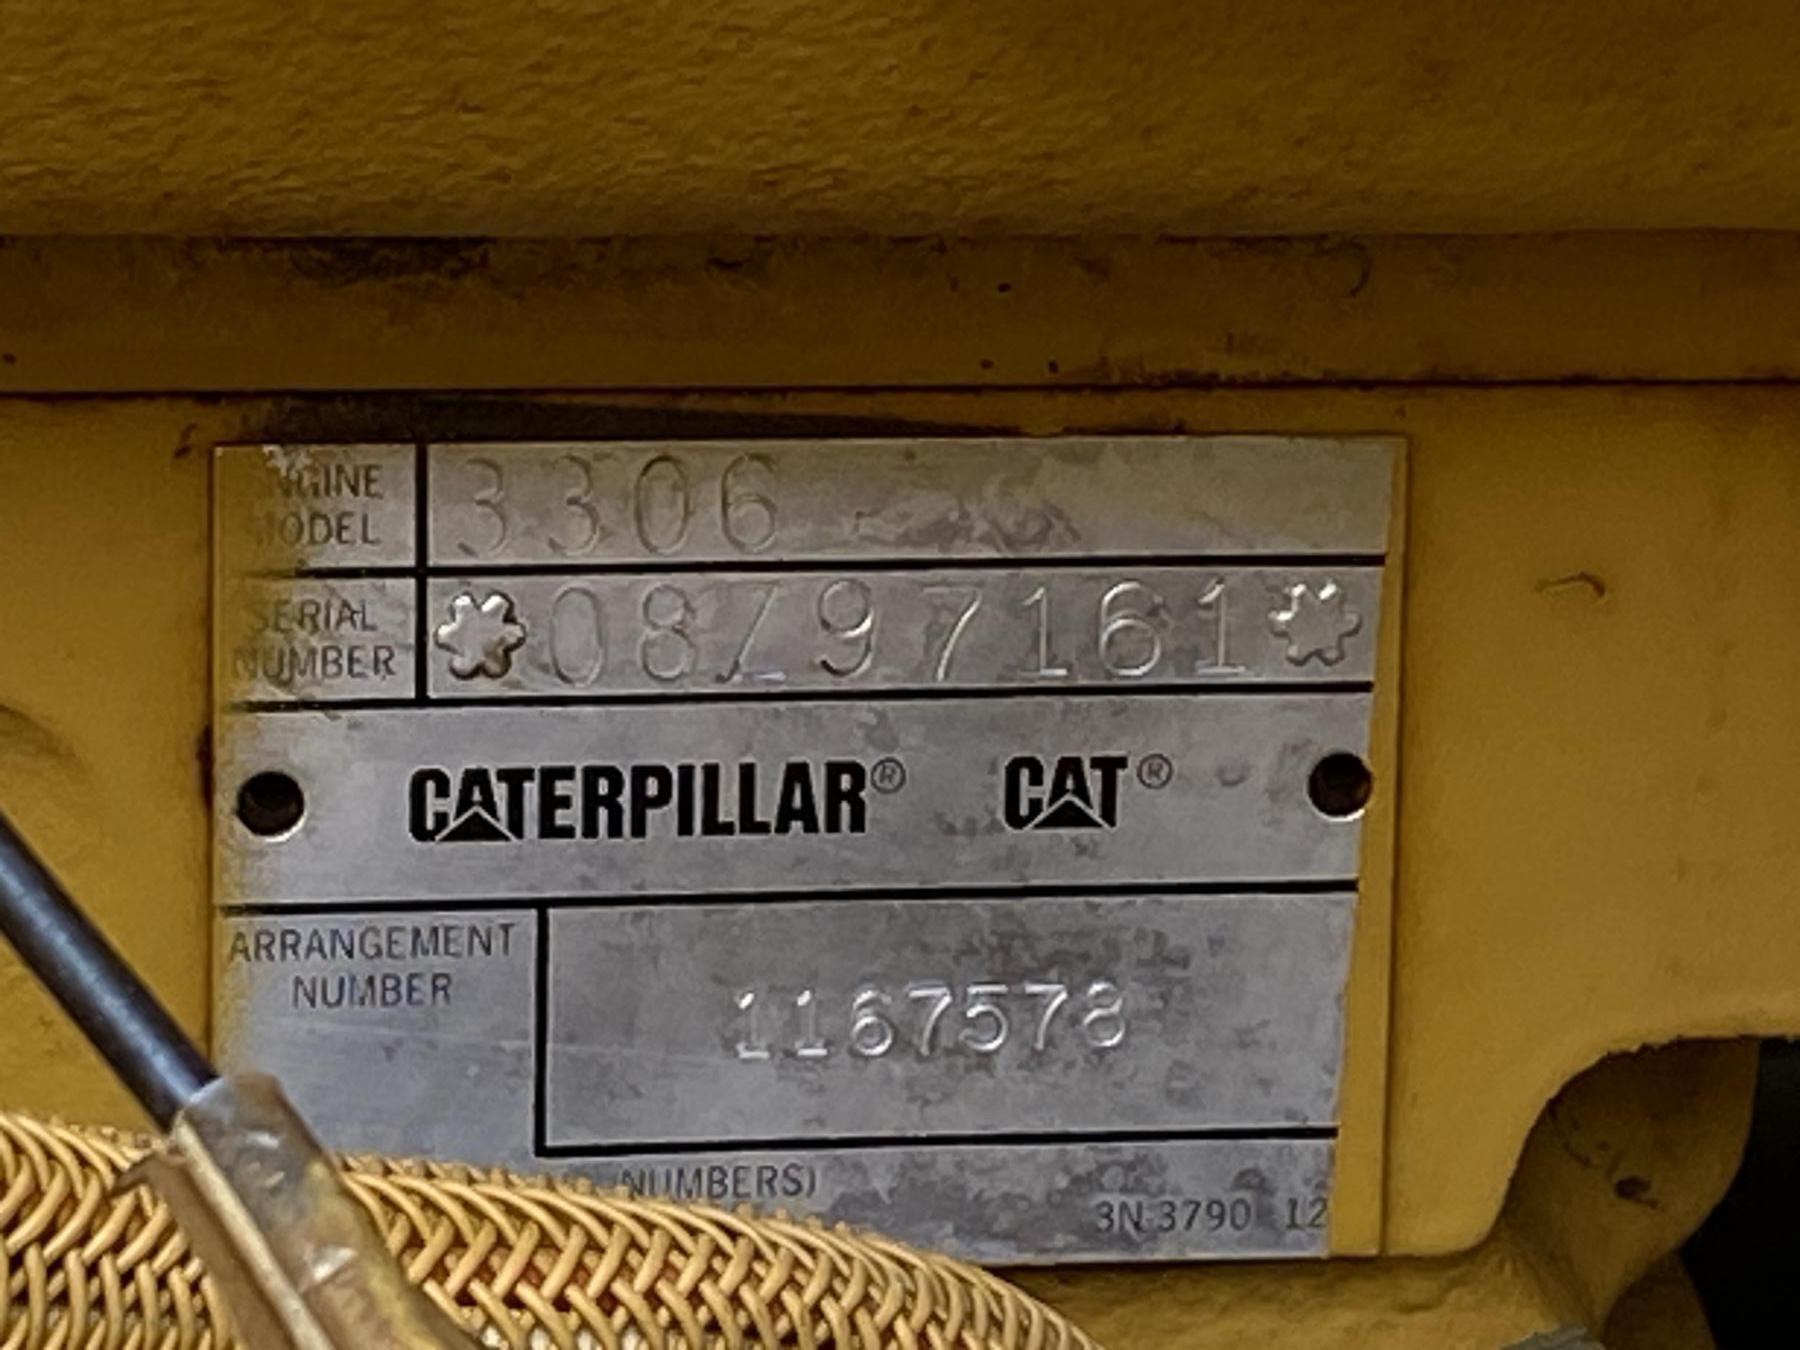 ENGINE MODEL 3306
SERIAL NUMBER *08Z97161*
CATERPILLAR® CAT®
ARRANGEMENT
NUMBER
1167578
NUMBERS)
3N-3790 12